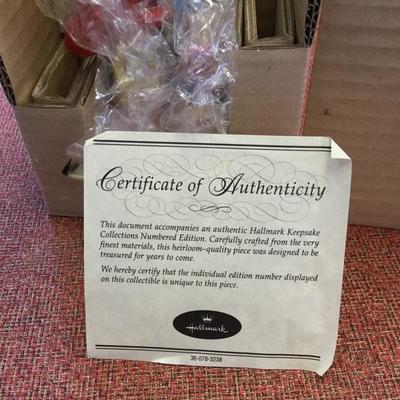 Certificate of Authenticity
This document accompanies an authentic Hallmark Keepsake
Collections Numbered Edition. Carefully crafted from the very
finest materials, this heirloom-quality piece was designed to be
treasured for years to come.
We hereby certify that the individual edition number displayed
on this collectible is unique to this piece.
Hallmark
36-078-3238